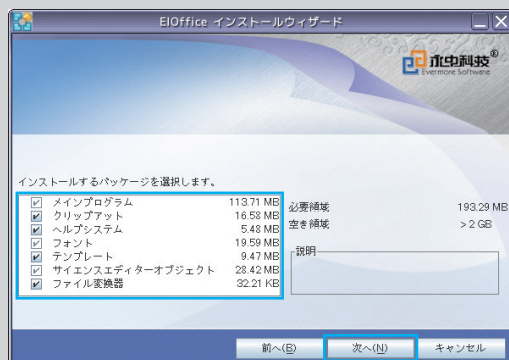 EIOffice インストールウィザード
永中科技®
Evermore Software
インストールするパッケージを選択します。
メインプログラム 113.71 MB
クリップアット 16.58 MB
ヘルプシステム 5.48 MB
フォント 19.59 MB
テンプレート 9.47 MB
サイエンスエディターオブジェクト 28.42 MB
ファイル変換器 32.21 KB
必要領域 193.29 MB
空き領域 > 2 GB
説明
前へ(B) 次へ(N) キャンセル